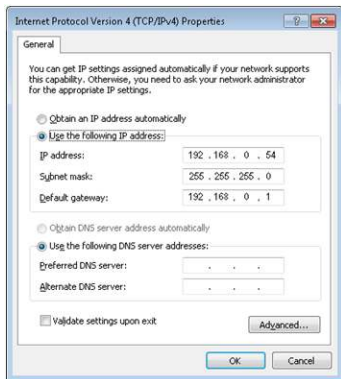 Internet Protocol Version 4 (TCP/IPv4) Properties
General
You can get IP settings assigned automatically if your network supports
this capability. Otherwise, you need to ask your network administrator
for the appropriate IP settings.
Obtain an IP address automatically
Use the following IP address:
IP address: 192 . 168 . 0 . 54
Subnet mask: 255 . 255 . 255 . 0
Default gateway: 192 . 168 . 0 . 1
Obtain DNS server address automatically
Use the following DNS server addresses:
Preferred DNS server: . . .
Alternate DNS server: . . .
Validate settings upon exit
Advanced...
OK Cancel